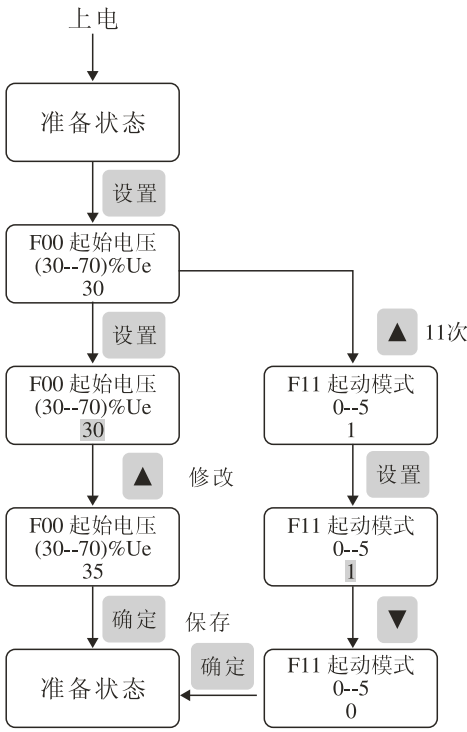 上电
准备状态
设置
F00 起始电压
(30--70)%Ue
30
设置
▲ 11次
F00 起始电压
(30--70)%Ue
30
F11 起动模式
0--5
1
▲ 修改
设置
F00 起始电压
(30--70)%Ue
35
F11 起动模式
0--5
1
确定 保存
▼
准备状态
确定
F11 起动模式
0--5
0